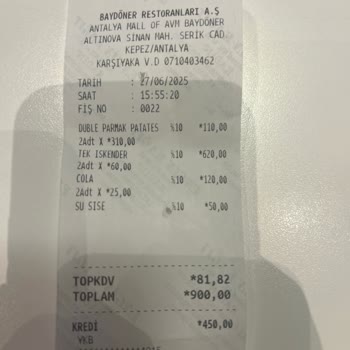 BAYDÖNER RESTORANLARI A.Ş
ANTALYA MALL OF AVM BAYDÖNER
ALTINOVA SİNAN MAH. SERİK CAD.
KEPEZ/ANTALYA
KARŞIYAKA V.D 0710403462
TARİH : 27/06/2025
SAAT : 15:55:20
FİŞ NO : 0022
DUBLE PARMAK PATATES %10 *110,00
2Adt X *310,00
TEK ISKENDER %10 *620,00
2Adt X *60,00
COLA %10 *120,00
2Adt X *25,00
SU SISE %10 *50,00
TOPKDV *81,82
TOPLAM *900,00
KREDİ *450,00
YKB